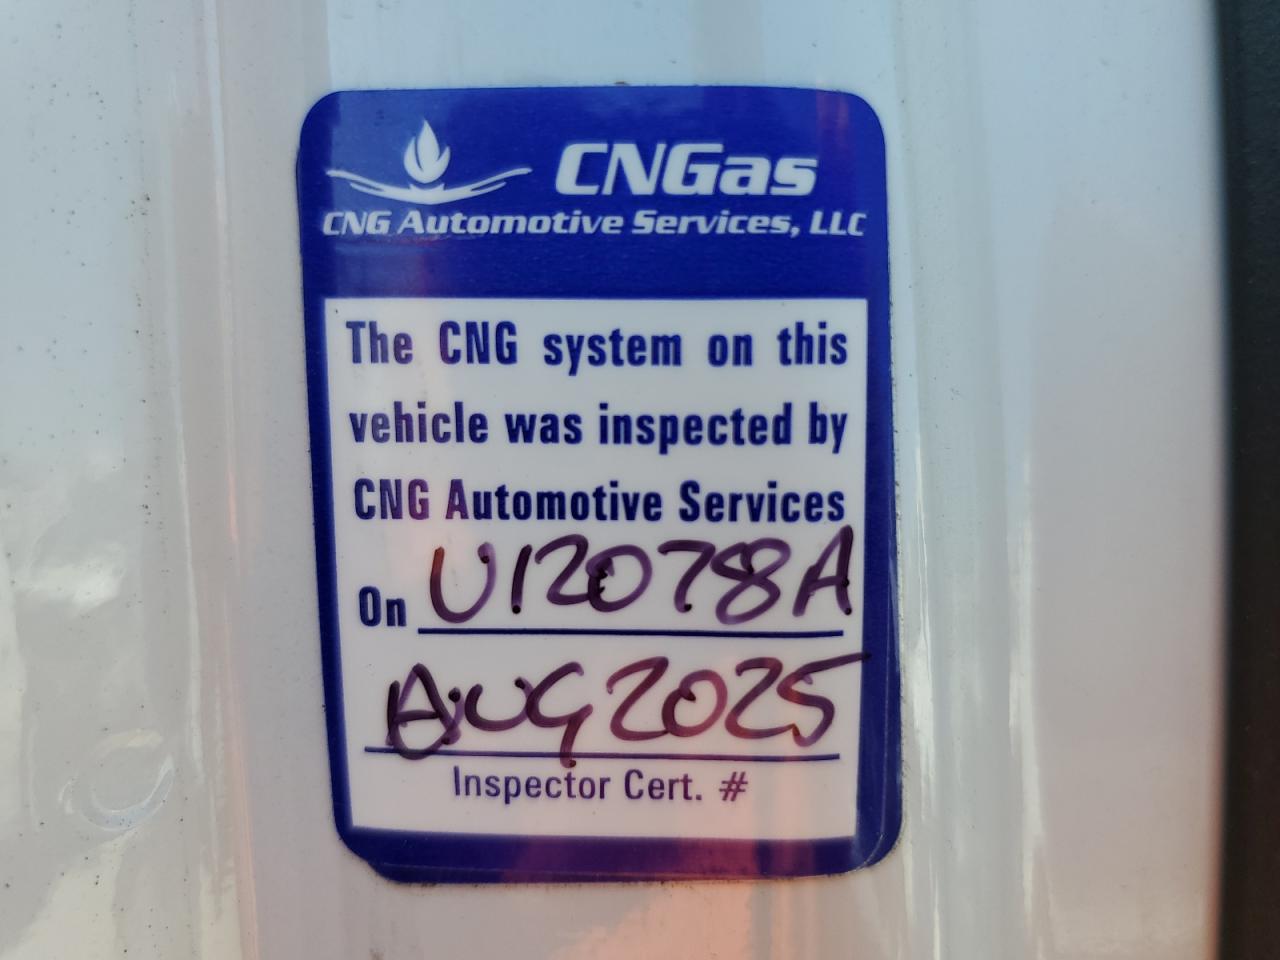 CNGas
CNG Automotive Services, LLC
The CNG system on this
vehicle was inspected by
CNG Automotive Services
On U12078A
AUG 2025
Inspector Cert. #